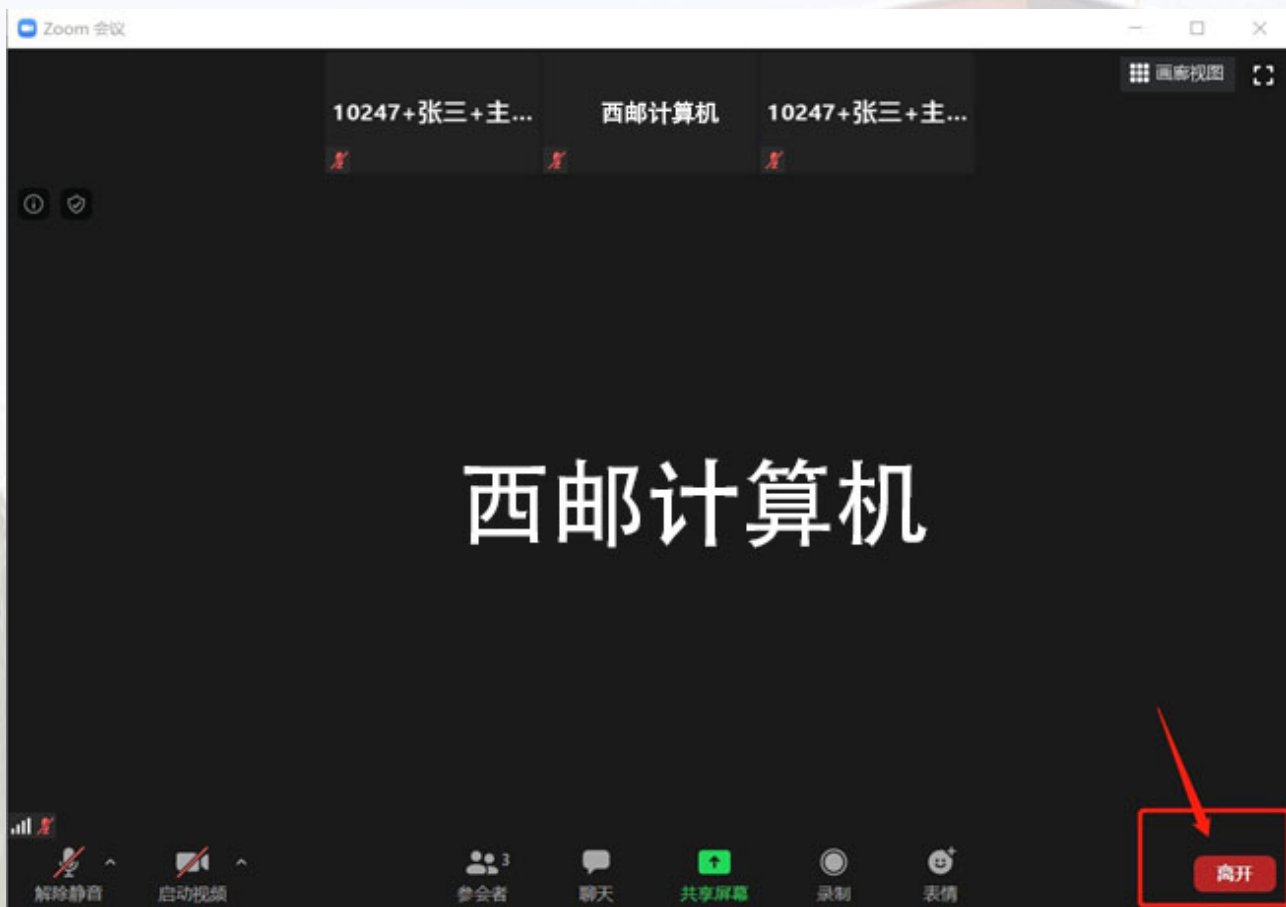 Zoom 会议
画廊视图
10247+张三+主...
西邮计算机
10247+张三+主...
西邮计算机
解除静音
启动视频
3
参会者
聊天
共享屏幕
录制
表情
离开